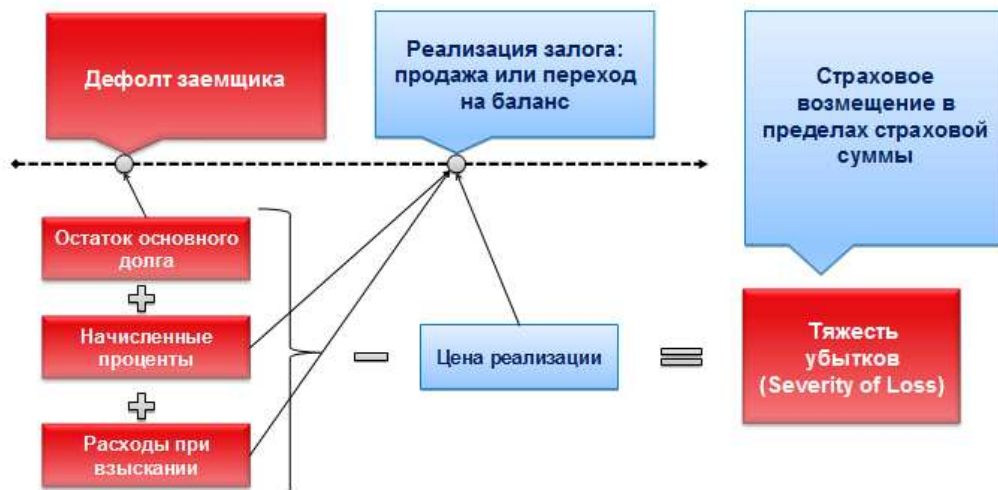 Дефолт заемщика
Реализация залога:
продажа или переход
на баланс
Страховое
возмещение в
пределах страховой
суммы
Остаток основного
долга
Начисленные
проценты
Расходы при
взыскании
Цена реализации
Тяжесть
убытков
(Severity of Loss)